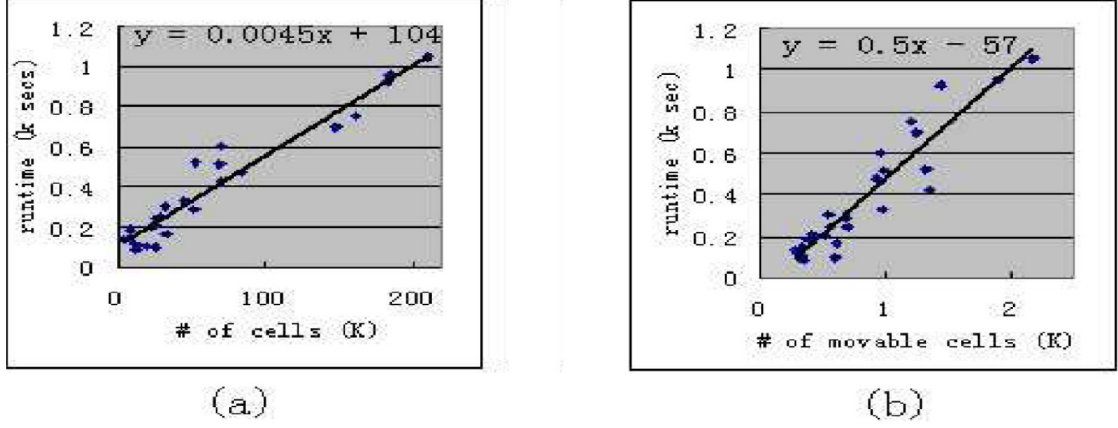 y = 0.0045x + 104
1.2
1
0.8
0.6
0.4
0.2
0
runtime (k secs)
0 100 200
# of cells (K)
(a)
y = 0.5x - 57
1.2
1
0.8
0.6
0.4
0.2
0
runtime (k sec)
0 1 2
# of movable cells (K)
(b)